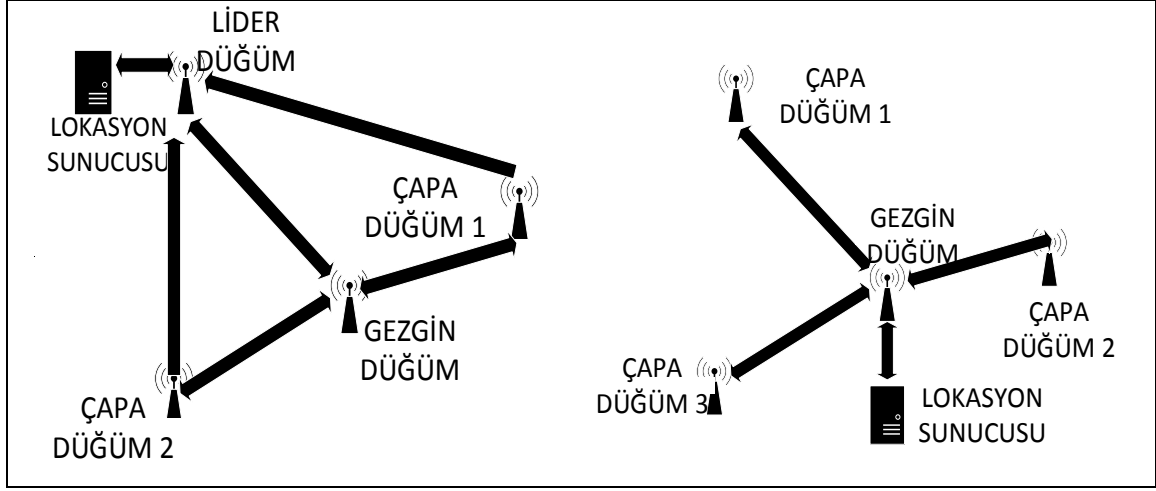 LİDER
DÜĞÜM
LOKASYON
SUNUCUSU
ÇAPA
DÜĞÜM 1
GEZGİN
DÜĞÜM
ÇAPA
DÜĞÜM 2
ÇAPA
DÜĞÜM 1
GEZGİN
DÜĞÜM
ÇAPA
DÜĞÜM 2
ÇAPA
DÜĞÜM 3
LOKASYON
SUNUCUSU